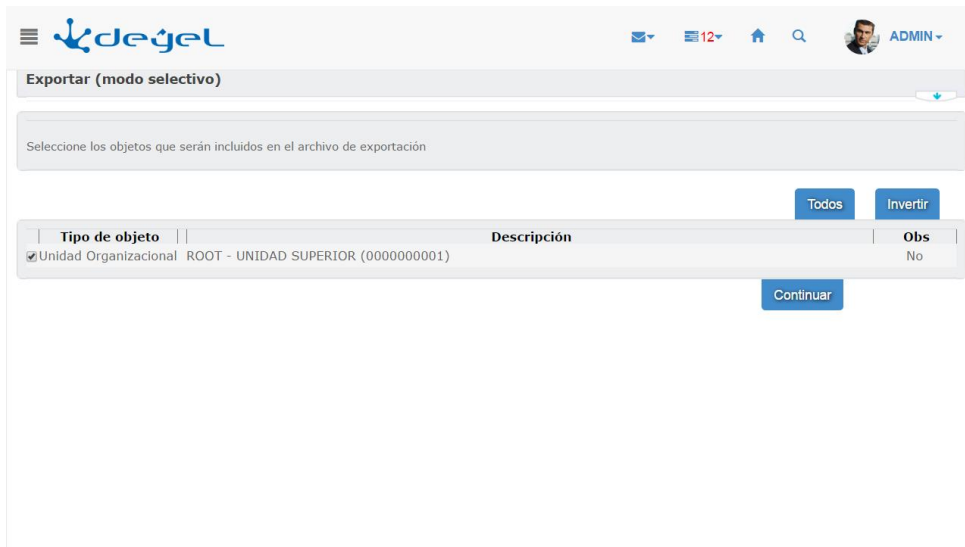 deyel
12
ADMIN
Exportar (modo selectivo)
Seleccione los objetos que serán incluidos en el archivo de exportación
Todos
Invertir
Tipo de objeto Descripción Obs
Unidad Organizacional ROOT - UNIDAD SUPERIOR (0000000001) No
Continuar